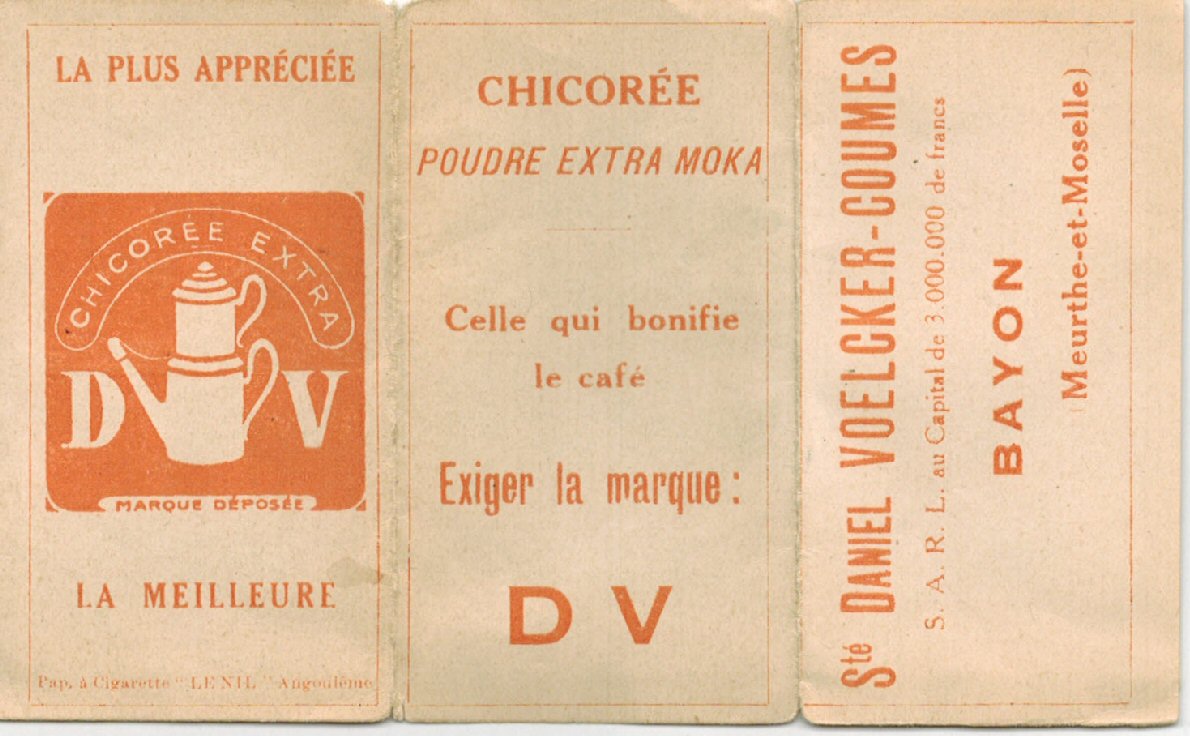 LA PLUS APPRÉCIÉE
CHICORÉE EXTRA
D V
MARQUE DÉPOSÉE
LA MEILLEURE
Pap. à Cigarette "LE NIL" Angoulême
CHICORÉE
POUDRE EXTRA MOKA
Celle qui bonifie
le café
Exiger la marque :
D V
Sté DANIEL VOELCKER-COUMES
S. A. R. L. au Capital de 3.000.000 de francs
BAYON
(Meurthe-et-Moselle)